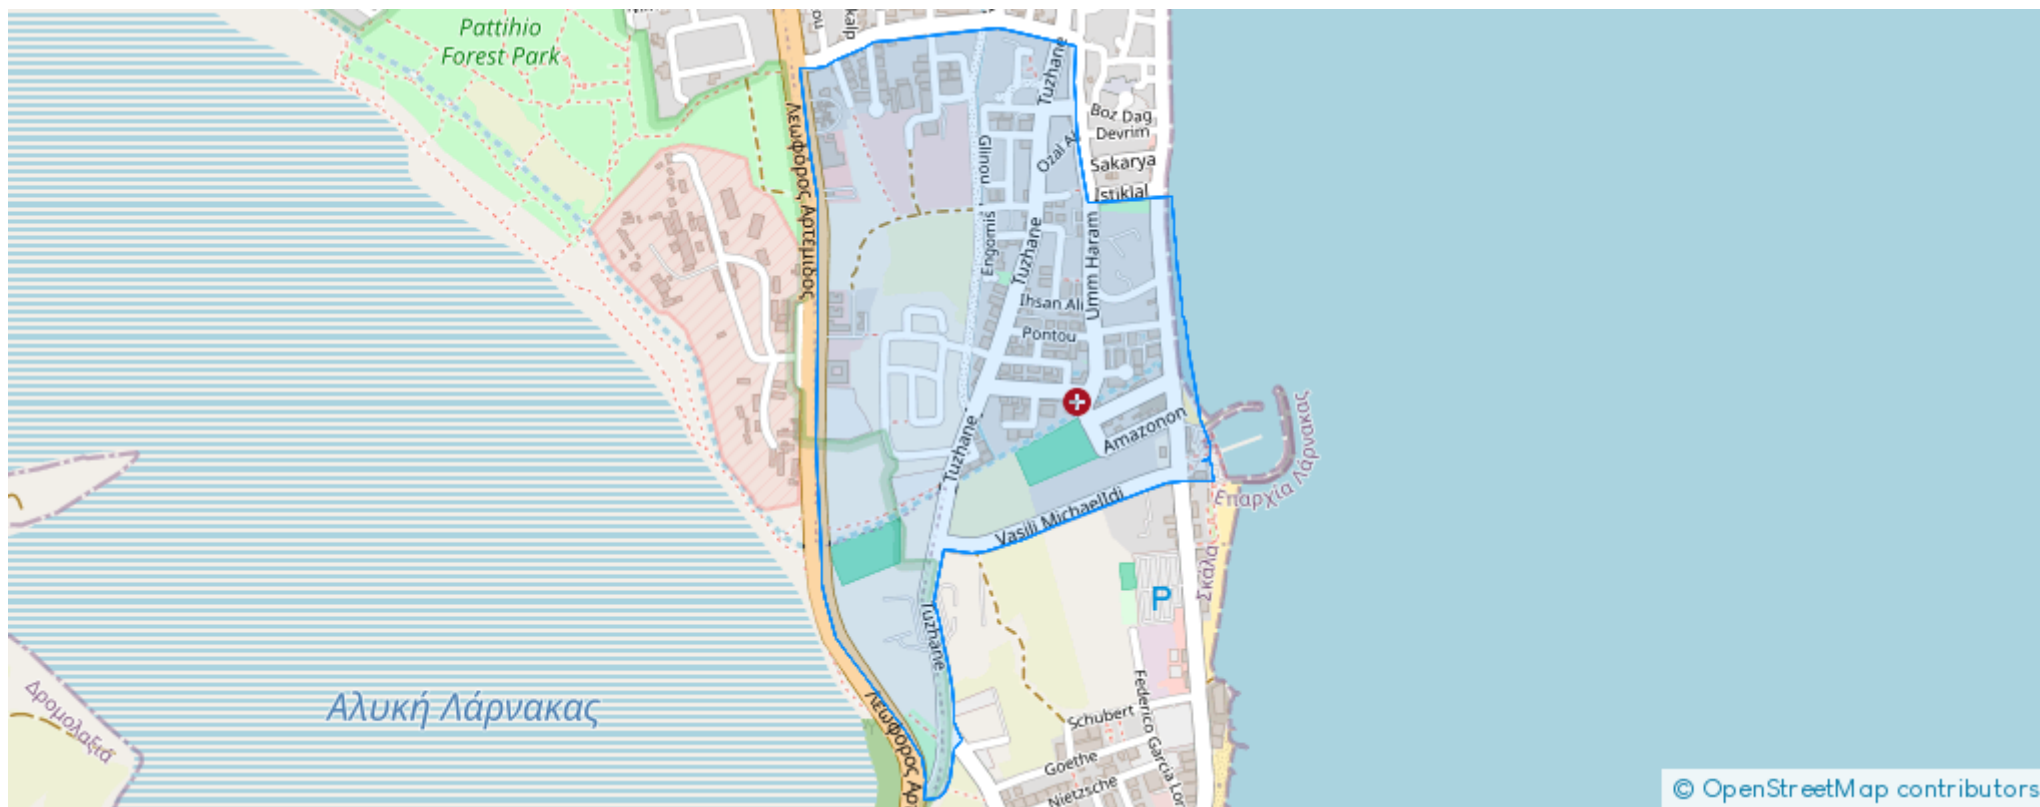 Pattihio
Forest Park
Tuzhane
Boz Dag
Devrim
Sakarya
Istiklal
Λεωφόρος Αρτέμιδος
Glinou
Ozal A
Engomis
Tuzhane
Umm Haram
Ihsan Ali
Pontou
Tuzhane
Amazonon
Επαρχία Λάρνακας
Vasili MichaelIdi
Σκάλα
P
Tuzhane
Αλυκή Λάρνακας
Δρομολαξιά
Λεωφόρος Αρ
Federico Garcia Lor
Schubert
Goethe
Nietzsche
© OpenStreetMap contributors